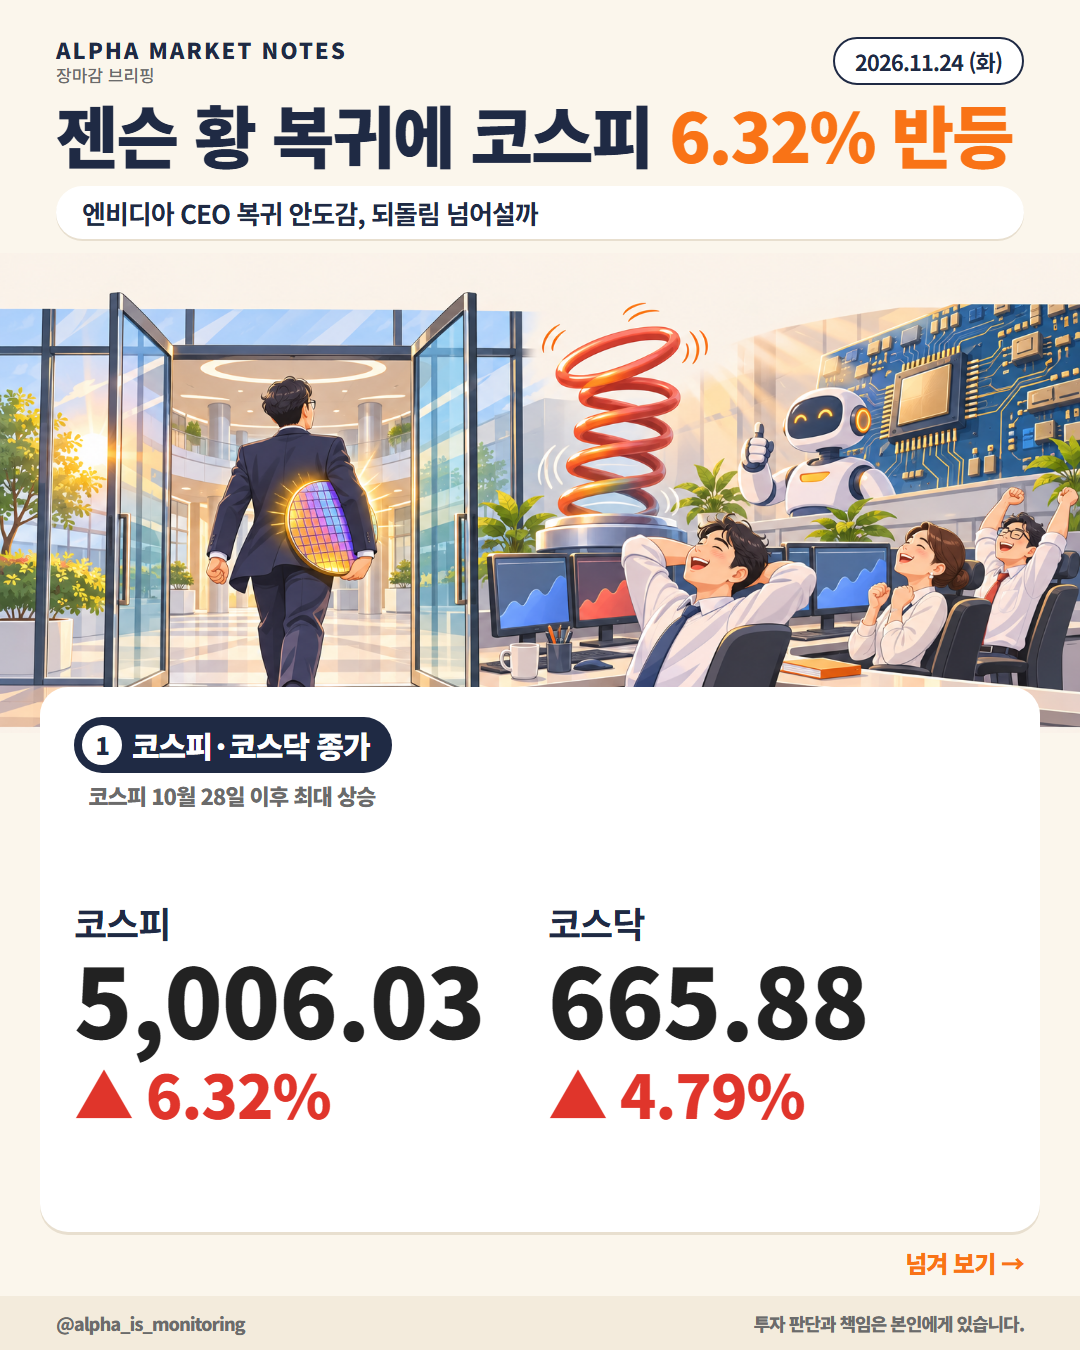 ALPHA MARKET NOTES
장마감 브리핑
2026.11.24 (화)
젠슨 황 복귀에 코스피 6.32% 반등
엔비디아 CEO 복귀 안도감, 되돌림 넘어설까
1 코스피·코스닥 종가
코스피 10월 28일 이후 최대 상승
코스피
5,006.03
▲ 6.32%
코스닥
665.88
▲ 4.79%
넘겨 보기 →
@alpha_is_monitoring
투자 판단과 책임은 본인에게 있습니다.